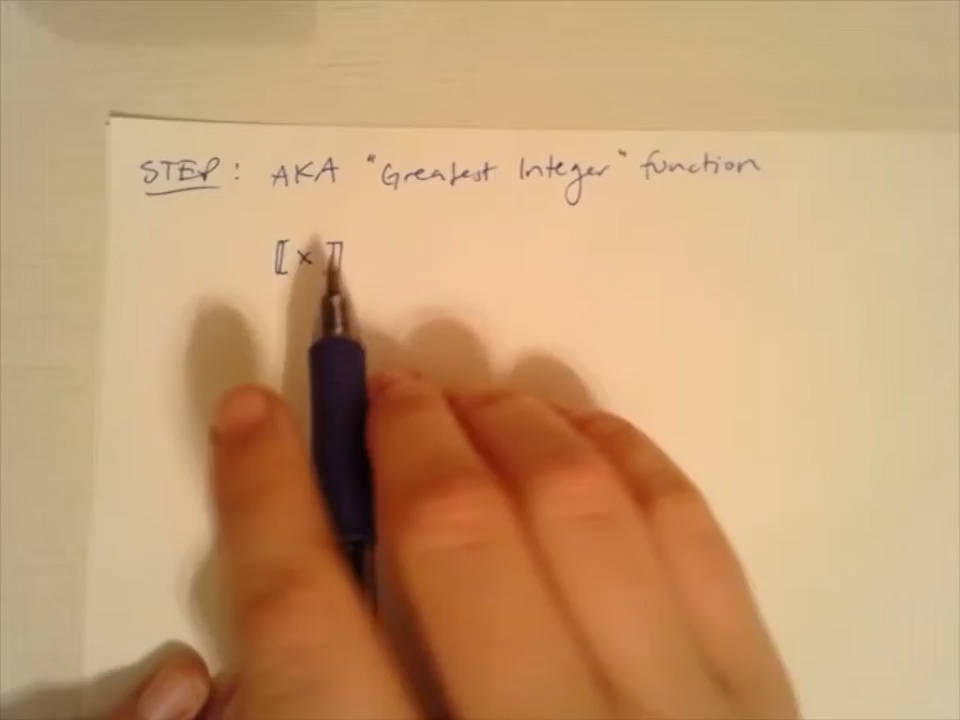 STEP: AKA "Greatest Integer" function
⟦x⟧